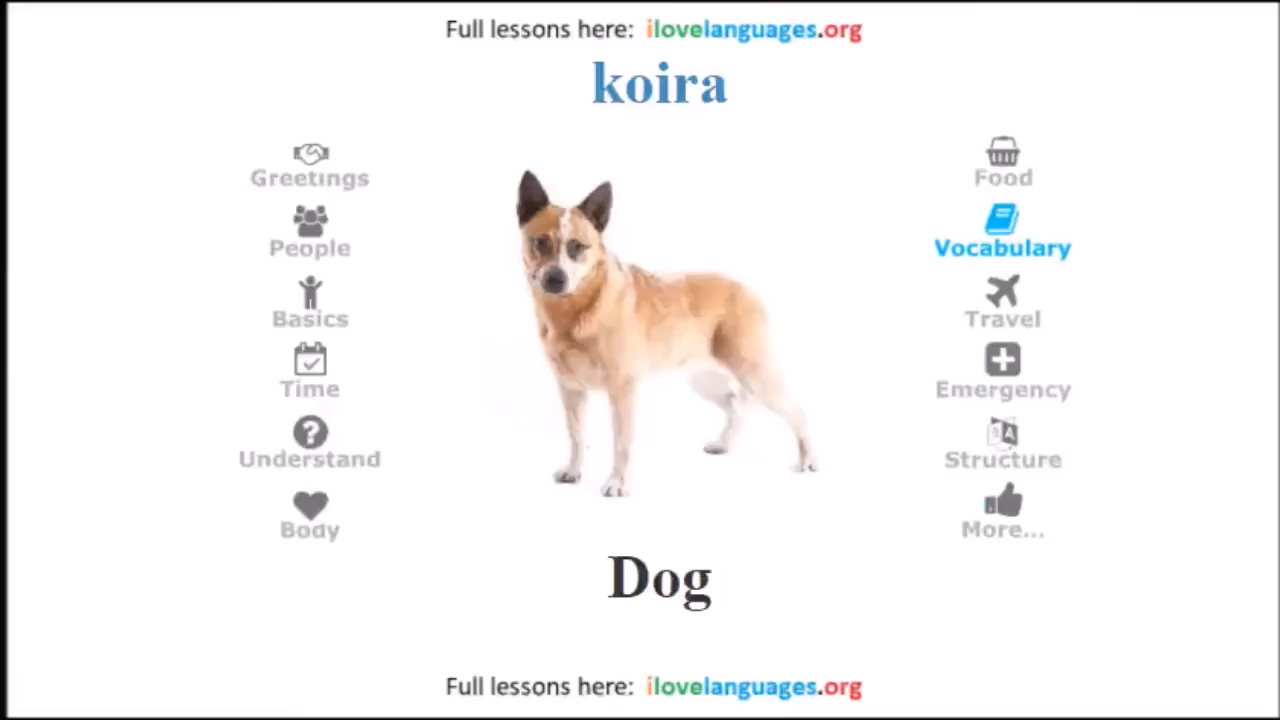 Full lessons here: ilovelanguages.org
koira
Greetings
People
Basics
Time
Understand
Body
Food
Vocabulary
Travel
Emergency
Structure
More...
Dog
Full lessons here: ilovelanguages.org